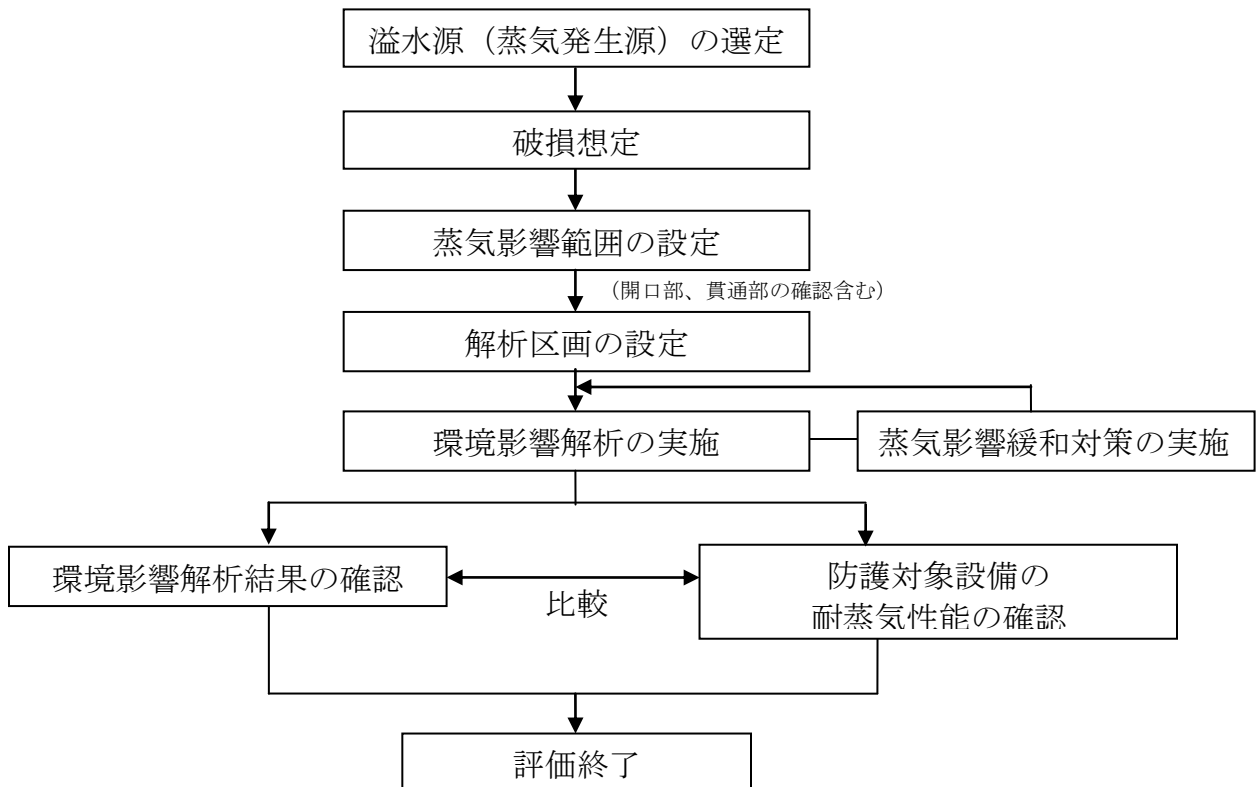 溢水源（蒸気発生源）の選定
破損想定
蒸気影響範囲の設定
（開口部、貫通部の確認含む）
解析区画の設定
環境影響解析の実施
蒸気影響緩和対策の実施
環境影響解析結果の確認
比較
防護対象設備の
耐蒸気性能の確認
評価終了